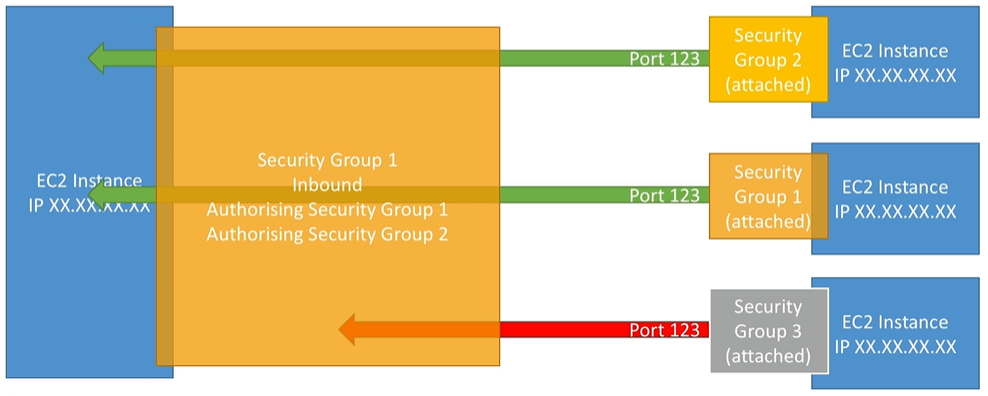 EC2 Instance
IP XX.XX.XX.XX
Security Group 1
Inbound
Authorising Security Group 1
Authorising Security Group 2
Port 123
Security
Group 2
(attached)
EC2 Instance
IP XX.XX.XX.XX
Port 123
Security
Group 1
(attached)
EC2 Instance
IP XX.XX.XX.XX
Port 123
Security
Group 3
(attached)
EC2 Instance
IP XX.XX.XX.XX